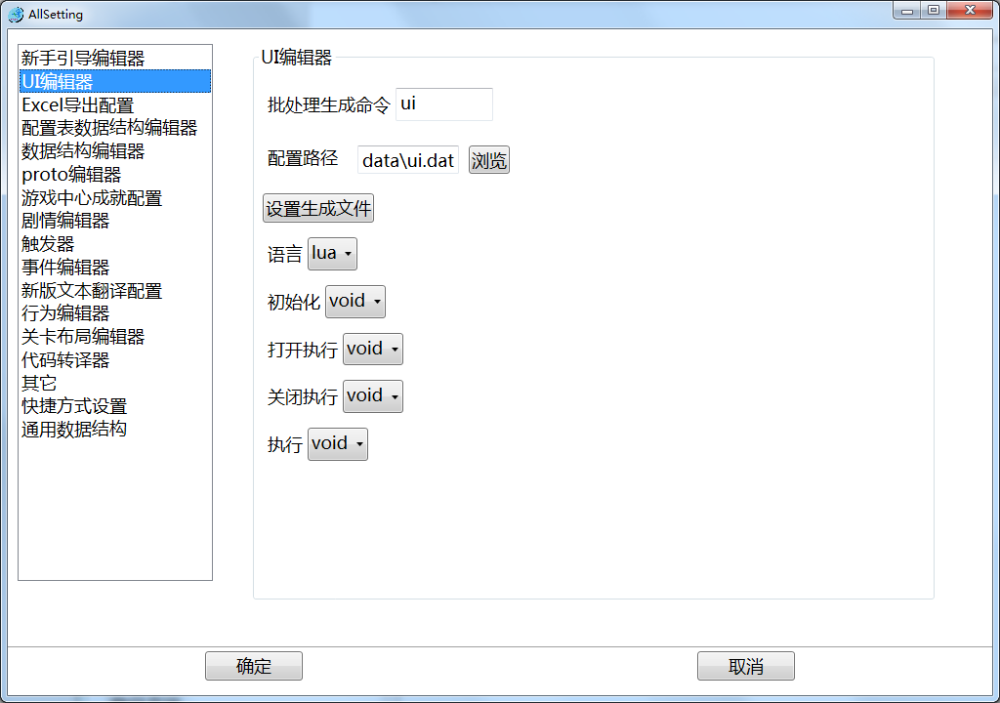 AllSetting
新手引导编辑器
UI编辑器
Excel导出配置
配置表数据结构编辑器
数据结构编辑器
proto编辑器
游戏中心成就配置
剧情编辑器
触发器
事件编辑器
新版文本翻译配置
行为编辑器
关卡布局编辑器
代码转译器
其它
快捷方式设置
通用数据结构
UI编辑器
批处理生成命令 ui
配置路径 data\ui.dat 浏览
设置生成文件
语言 lua
初始化 void
打开执行 void
关闭执行 void
执行 void
确定 取消